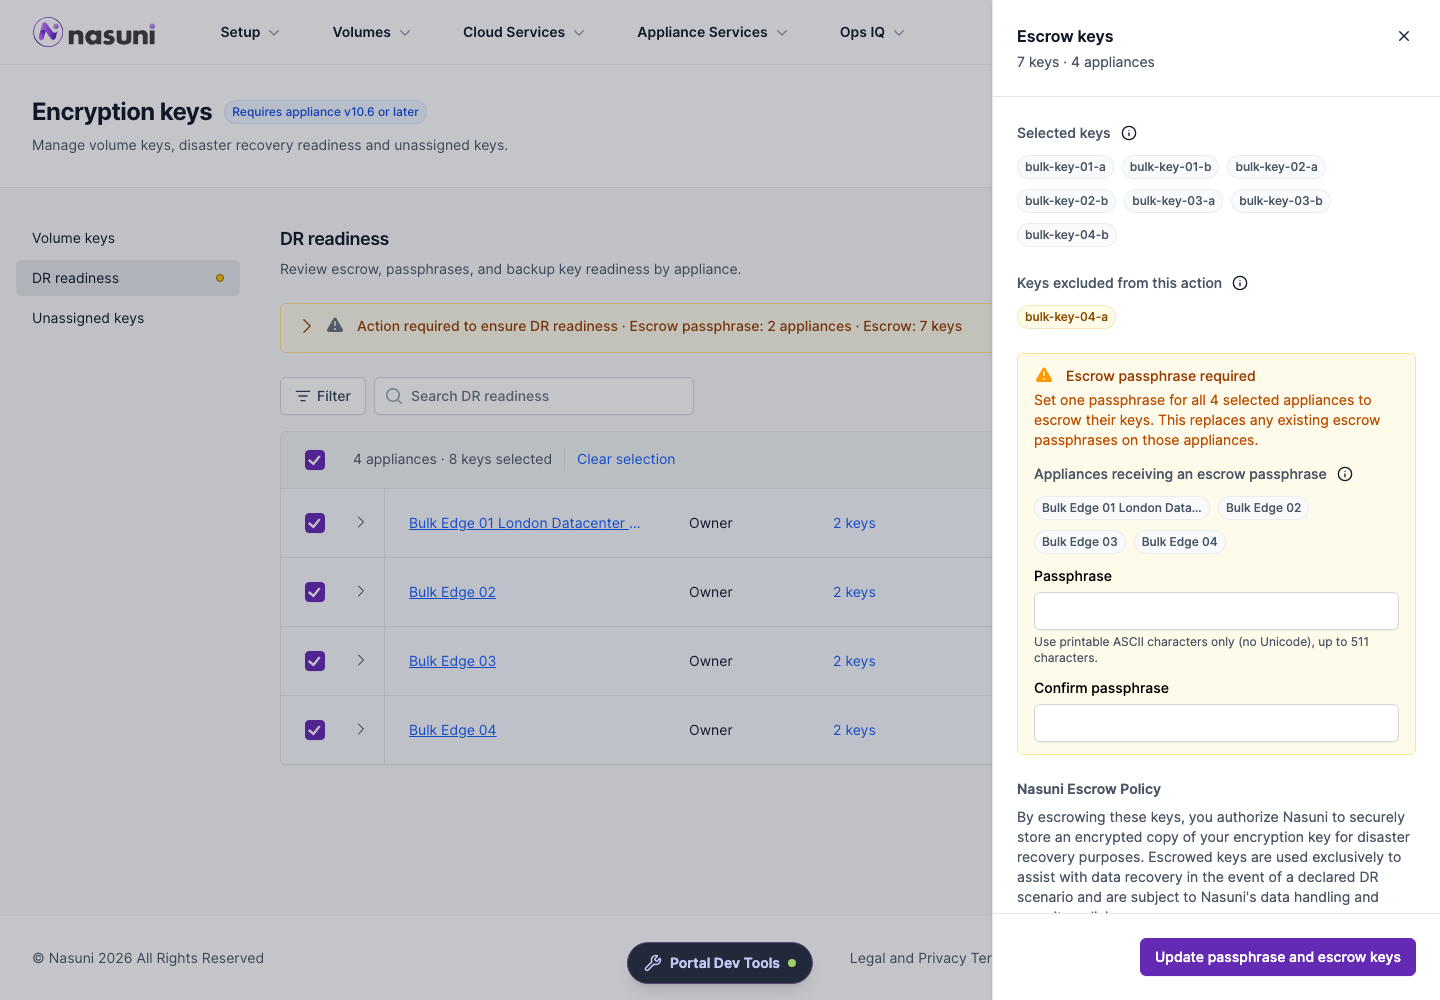 nasuni
Setup
Volumes
Cloud Services
Appliance Services
Ops IQ
Encryption keys
Requires appliance v10.6 or later
Manage volume keys, disaster recovery readiness and unassigned keys.
Volume keys
DR readiness
Unassigned keys
DR readiness
Review escrow, passphrases, and backup key readiness by appliance.
Action required to ensure DR readiness · Escrow passphrase: 2 appliances · Escrow: 7 keys
Filter
Search DR readiness
4 appliances · 8 keys selected
Clear selection
Bulk Edge 01 London Datacenter ...
Owner
2 keys
Bulk Edge 02
Owner
2 keys
Bulk Edge 03
Owner
2 keys
Bulk Edge 04
Owner
2 keys
© Nasuni 2026 All Rights Reserved
Portal Dev Tools
Legal and Privacy Ter
Escrow keys
7 keys · 4 appliances
Selected keys
bulk-key-01-a
bulk-key-01-b
bulk-key-02-a
bulk-key-02-b
bulk-key-03-a
bulk-key-03-b
bulk-key-04-b
Keys excluded from this action
bulk-key-04-a
Escrow passphrase required
Set one passphrase for all 4 selected appliances to
escrow their keys. This replaces any existing escrow
passphrases on those appliances.
Appliances receiving an escrow passphrase
Bulk Edge 01 London Data...
Bulk Edge 02
Bulk Edge 03
Bulk Edge 04
Passphrase
Use printable ASCII characters only (no Unicode), up to 511
characters.
Confirm passphrase
Nasuni Escrow Policy
By escrowing these keys, you authorize Nasuni to securely
store an encrypted copy of your encryption key for disaster
recovery purposes. Escrowed keys are used exclusively to
assist with data recovery in the event of a declared DR
scenario and are subject to Nasuni's data handling and
Update passphrase and escrow keys